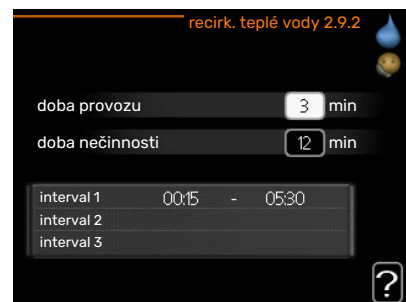 recirk. teplé vody 2.9.2
doba provozu 3 min
doba nečinnosti 12 min
interval 1 00:15 - 05:30
interval 2
interval 3
?